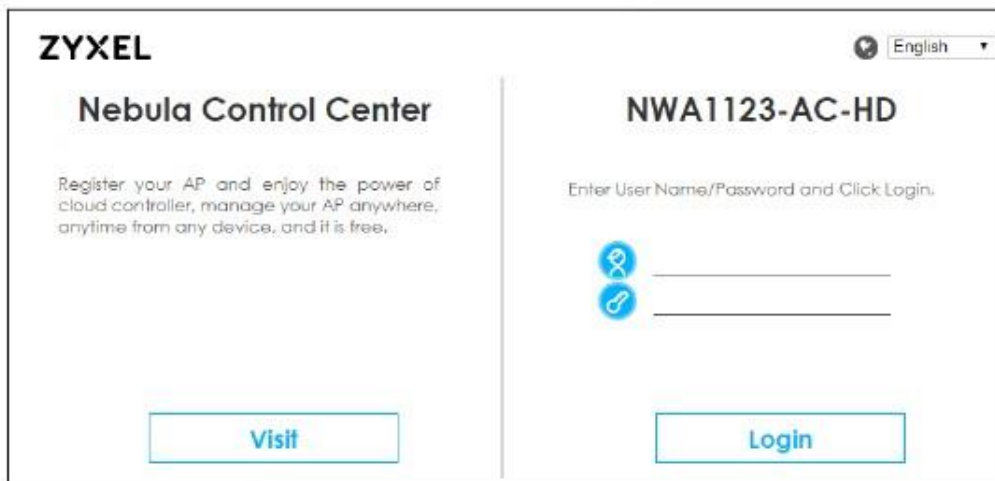 ZYXEL
English
Nebula Control Center
Register your AP and enjoy the power of
cloud controller, manage your AP anywhere,
anytime from any device, and it is free.
Visit
NWA1123-AC-HD
Enter User Name/Password and Click Login.
Login